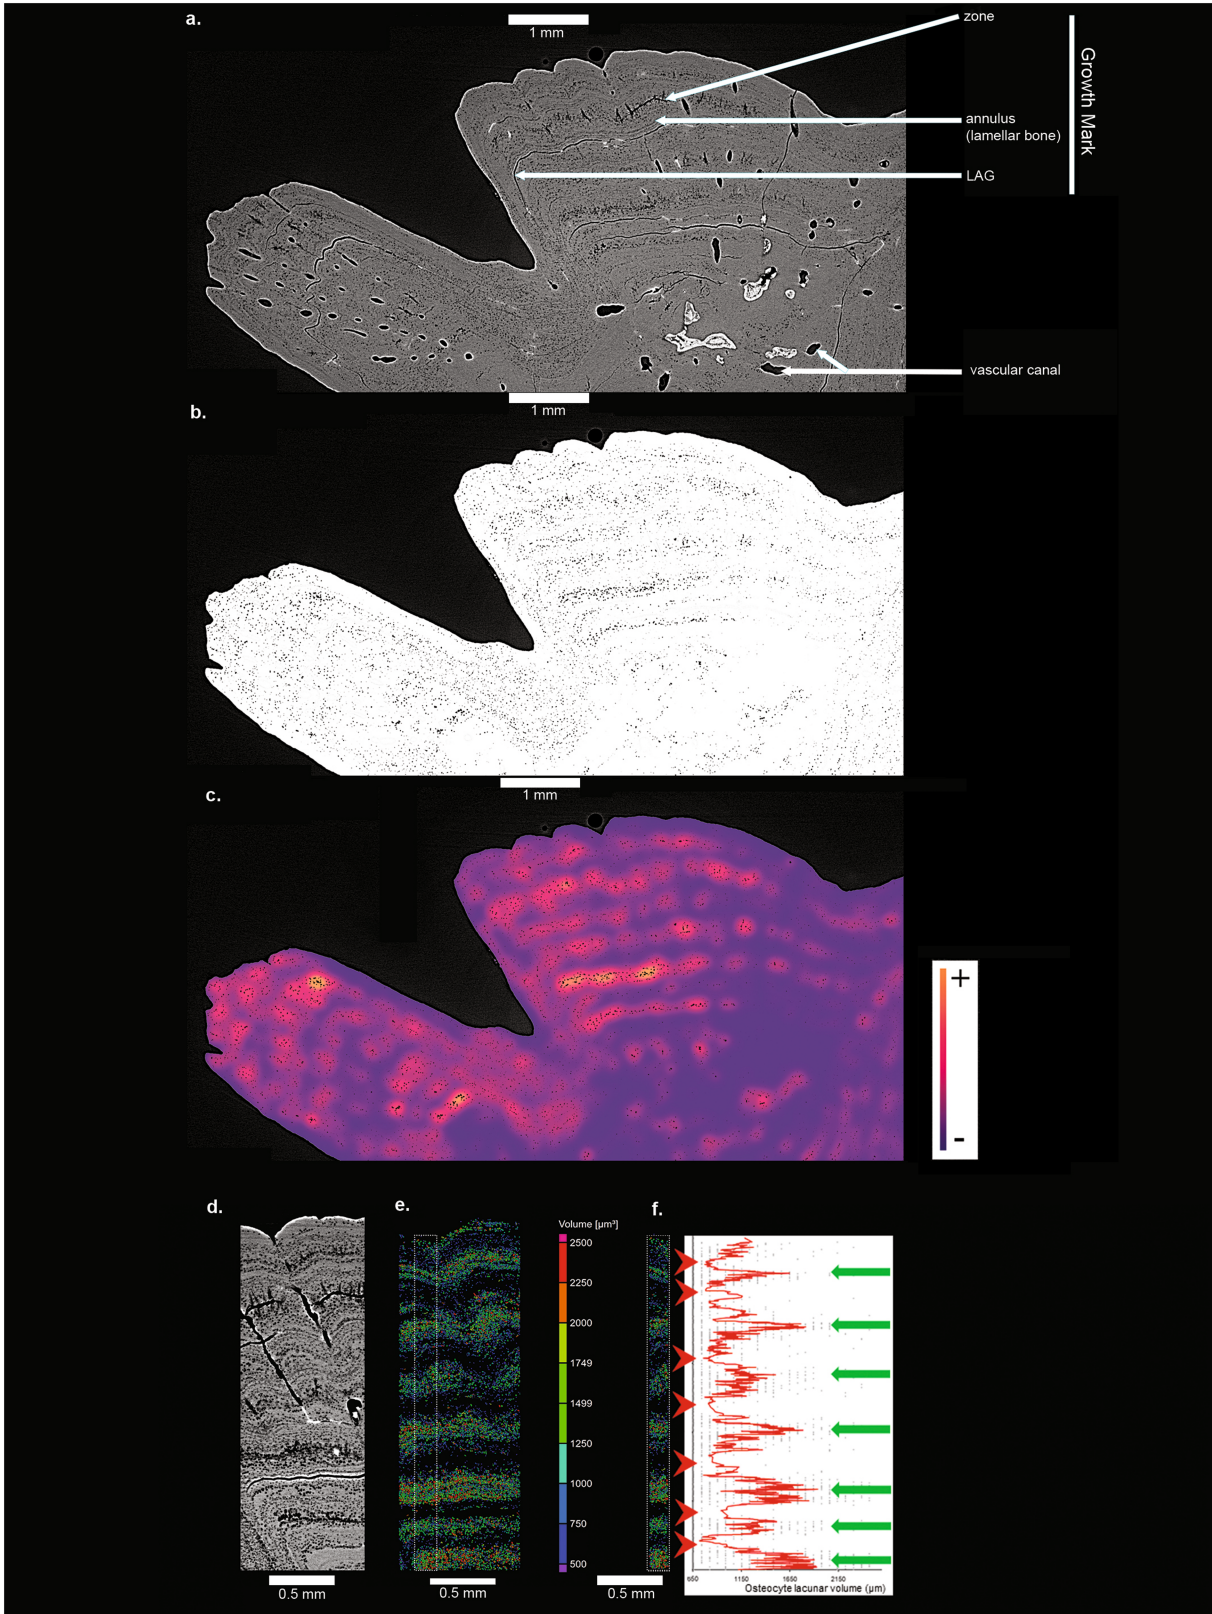 a.
1 mm
zone
Growth Mark
annulus
(lamellar bone)
LAG
vascular canal
1 mm
b.
1 mm
c.
+
-
d.
e.
f.
Volume [µm³]
2500
2250
2000
1749
1499
1250
1000
750
500
650
1150
1650
2150
Osteocyte lacunar volume (µm)
0.5 mm
0.5 mm
0.5 mm